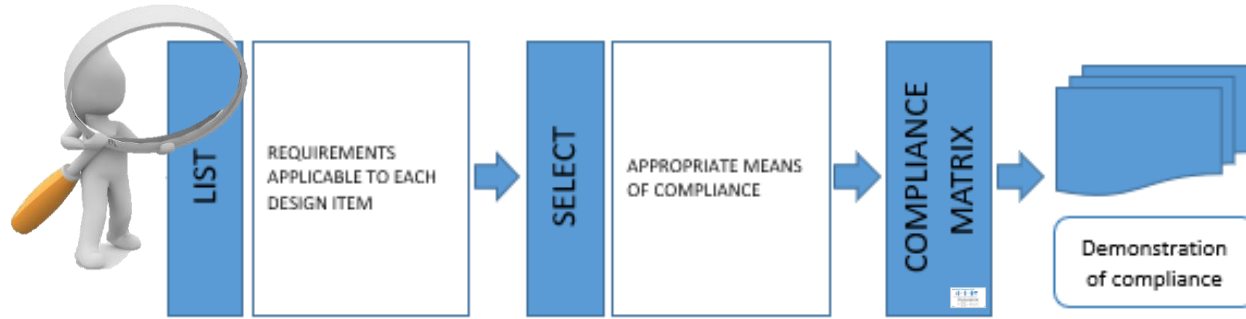 LIST
REQUIREMENTS
APPLICABLE TO EACH
DESIGN ITEM
SELECT
APPROPRIATE MEANS
OF COMPLIANCE
COMPLIANCE
MATRIX
Demonstration
of compliance